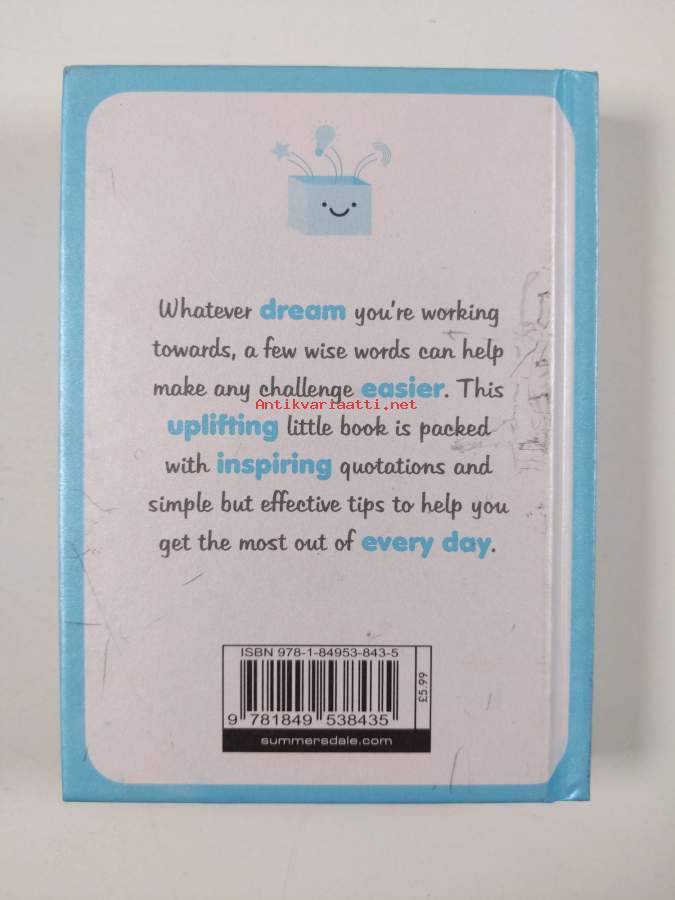 Whatever dream you're working
towards, a few wise words can help
make any challenge easier. This
Antikvariaatti.net
uplifting little book is packed
with inspiring quotations and
simple but effective tips to help you
get the most out of every day.
ISBN 978-1-84953-843-5
9 781849 538435
£5.99
summersdale.com